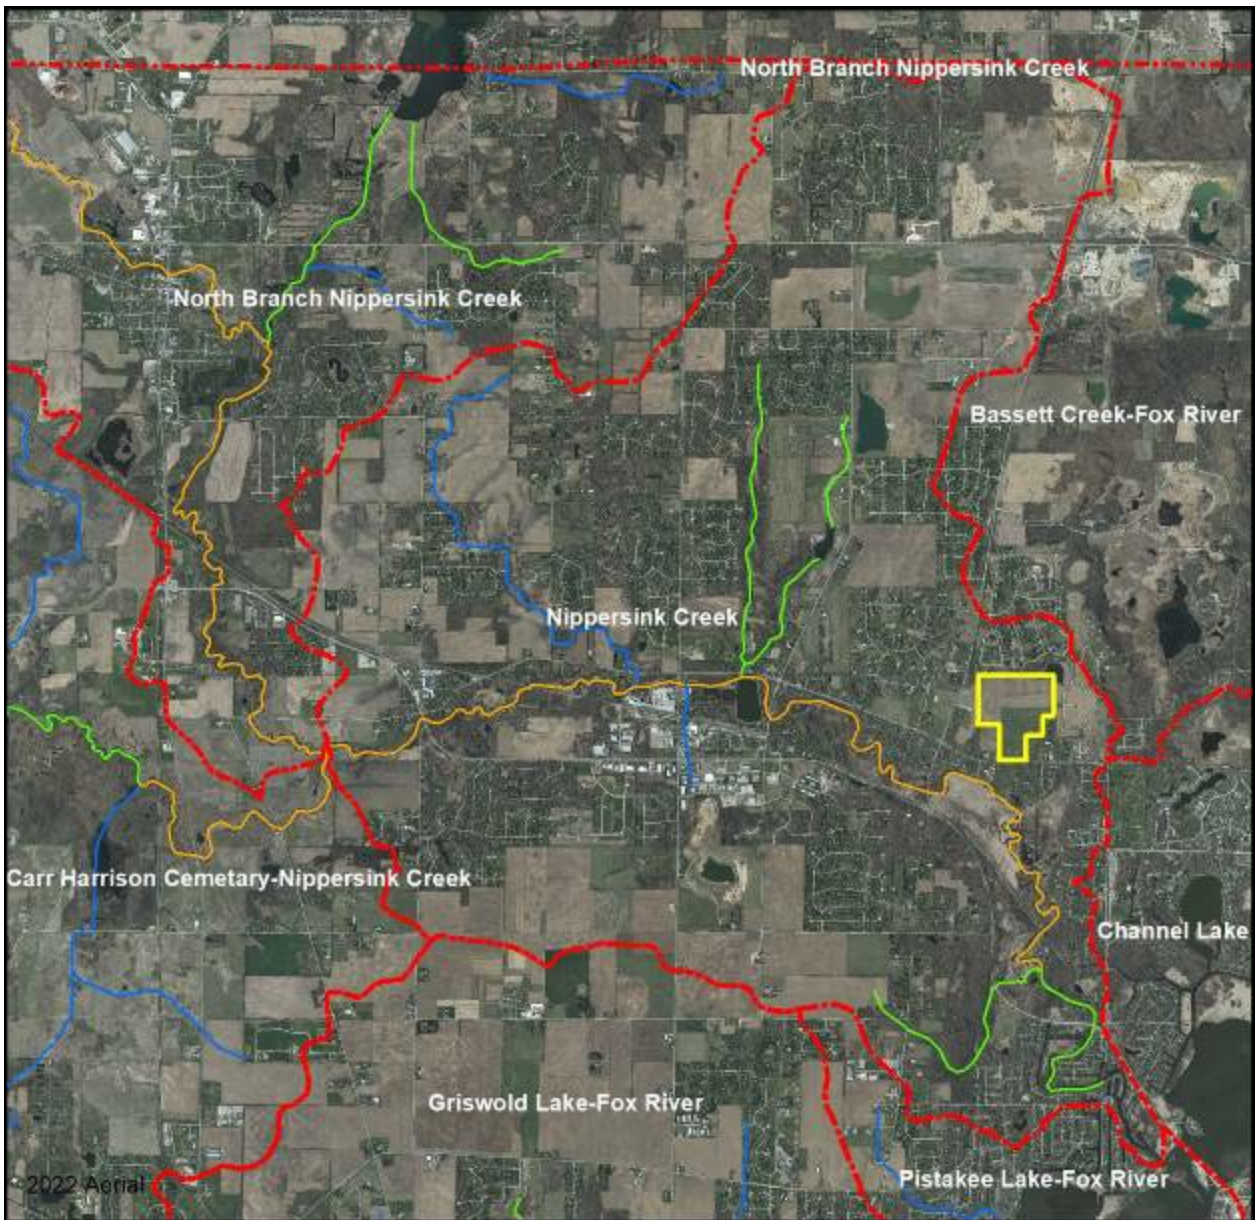 North Branch Nippersink Creek
North Branch Nippersink Creek
Bassett Creek-Fox River
Nippersink Creek
Carr Harrison Cemetary-Nippersink Creek
Channel Lake
Griswold Lake-Fox River
Pistakee Lake-Fox River
2022 Aerial